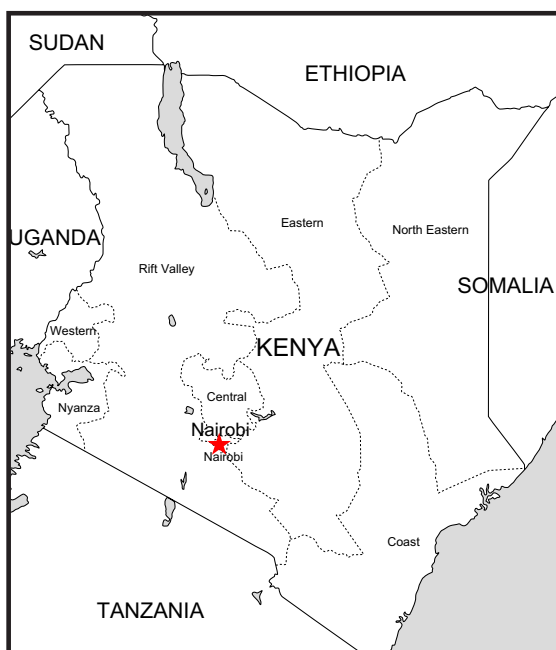 SUDAN
ETHIOPIA
Eastern
North Eastern
UGANDA
Rift Valley
SOMALIA
Western
KENYA
Central
Nyanza
Nairobi
Nairobi
Coast
TANZANIA